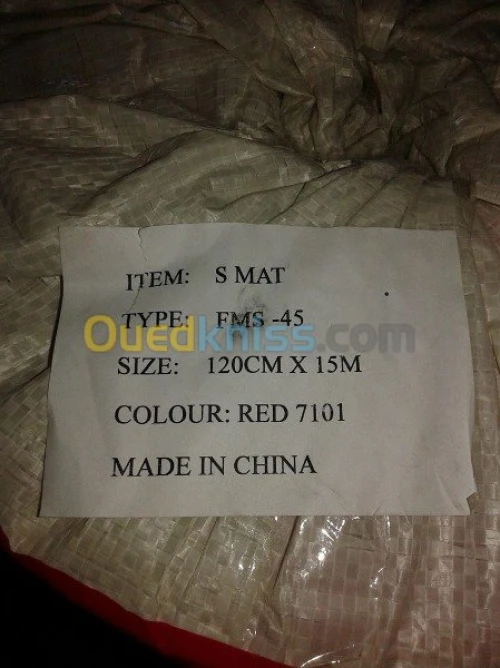 ITEM: S MAT
TYPE: FMS -45
Ouedkniss.com
SIZE: 120CM X 15M
COLOUR: RED 7101
MADE IN CHINA